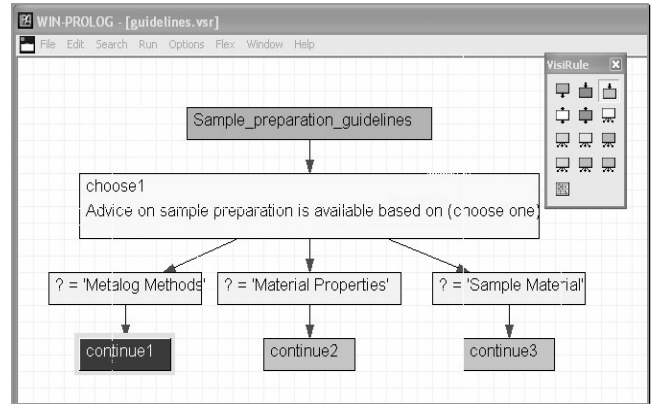 WIN-PROLOG - [guidelines.vsr]
File Edit Search Run Options Flex Window Help
VisiRule
Sample_preparation_guidelines
choose1
Advice on sample preparation is available based on (choose one)
? = 'Metalog Methods' ? = 'Material Properties' ? = 'Sample Material'
continue1 continue2 continue3